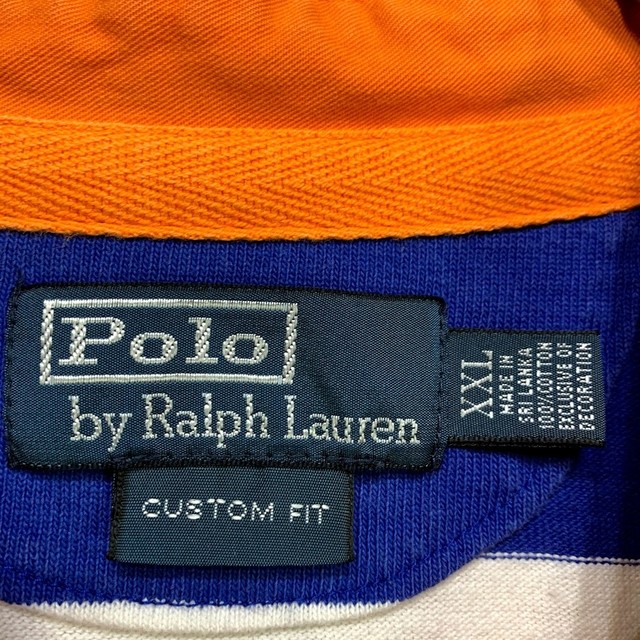 Polo
by Ralph Lauren
CUSTOM FIT
XXL
MADE IN
SRI LANKA
100% COTTON
EXCLUSIVE OF
DECORATION